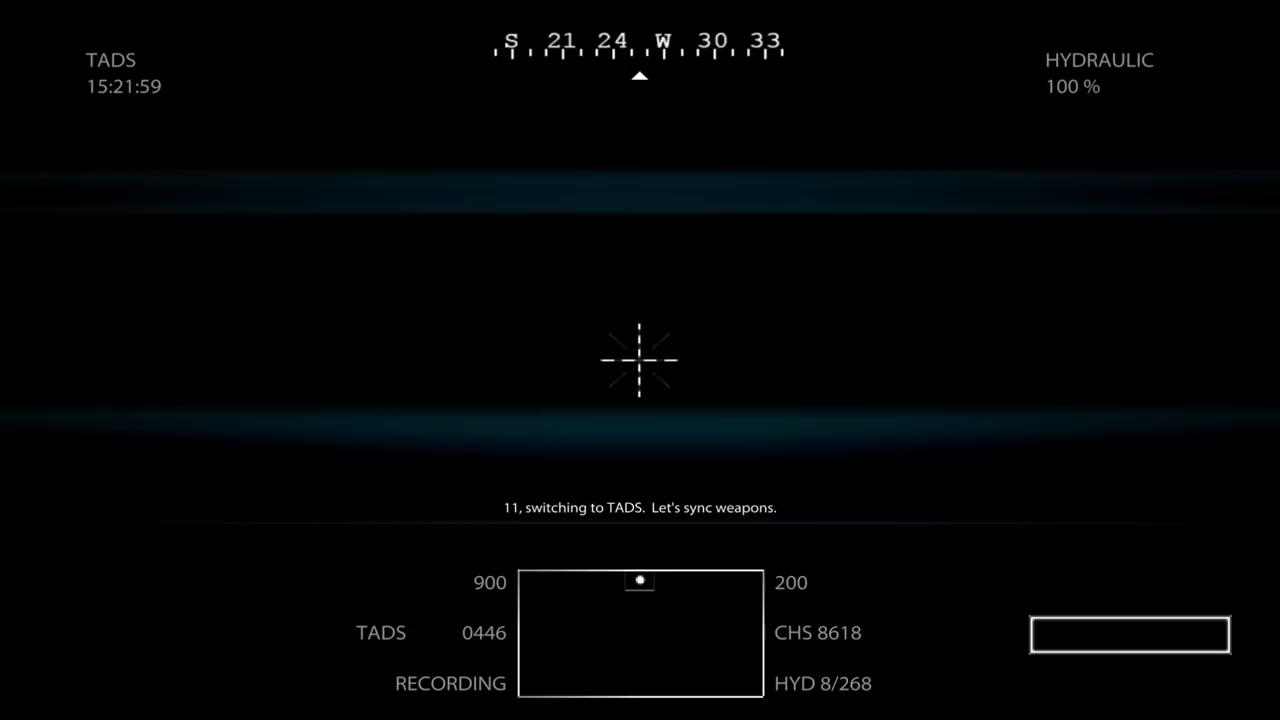 S 21 24 W 30 33
TADS
15:21:59
HYDRAULIC
100 %
11, switching to TADS. Let's sync weapons.
900
200
TADS 0446
CHS 8618
RECORDING
HYD 8/268